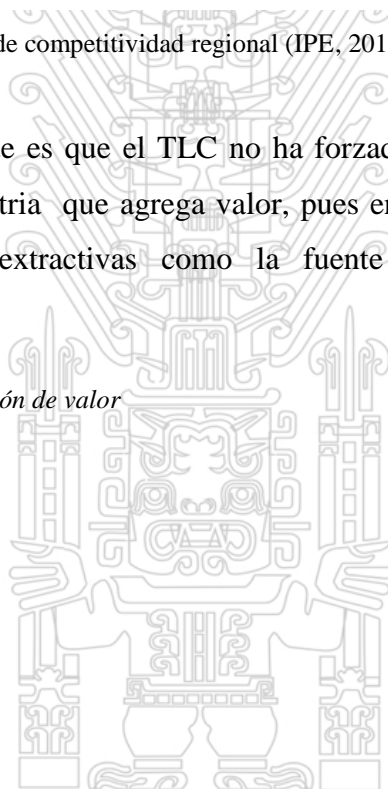 de competitividad regional (IPE, 201
e es que el TLC no ha forzad
tria que agrega valor, pues en
extractivas como la fuente
ón de valor